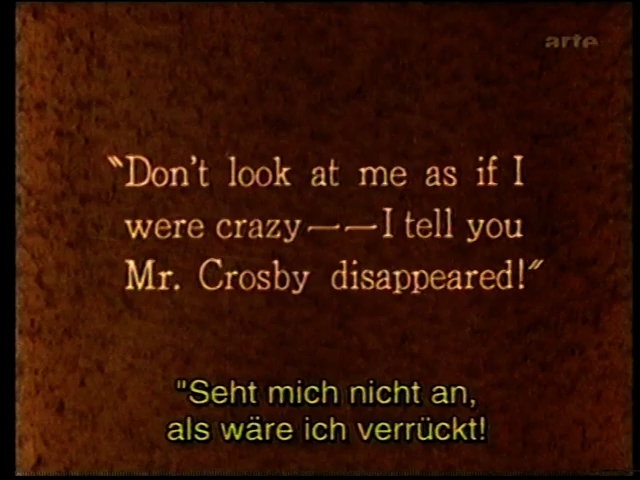 arte
"Don't look at me as if I
were crazy——I tell you
Mr. Crosby disappeared!"
"Seht mich nicht an,
als wäre ich verrückt!